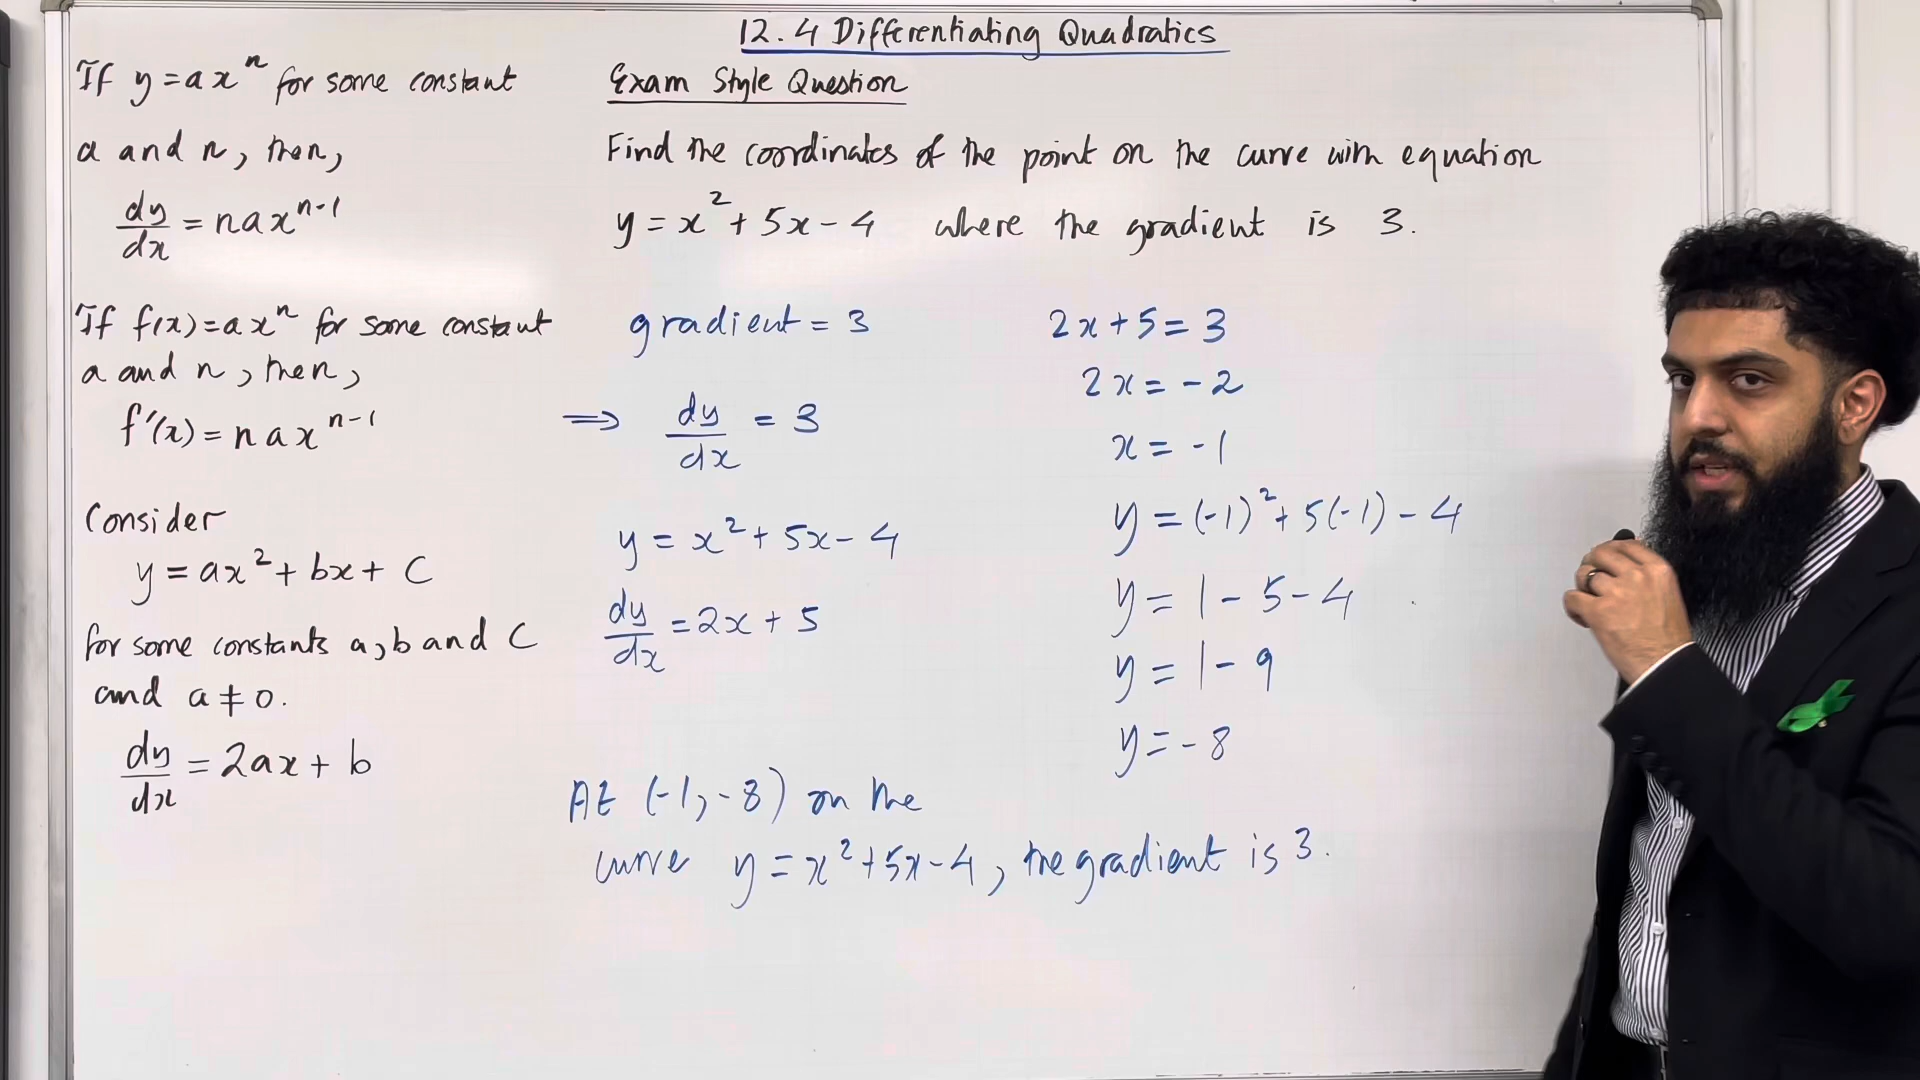 12.4 Differentiating Quadratics
If y = ax^n for some constant
a and n, then,
dy/dx = nax^(n-1)
If f(x) = ax^n for some constant
a and n, then,
f'(x) = nax^(n-1)
Consider
y = ax² + bx + C
for some constants a, b and C
and a ≠ 0.
dy/dx = 2ax + b
Exam Style Question
Find the coordinates of the point on the curve with equation
y = x² + 5x - 4 where the gradient is 3.
gradient = 3
⇒ dy/dx = 3
y = x² + 5x - 4
dy/dx = 2x + 5
2x + 5 = 3
2x = -2
x = -1
y = (-1)² + 5(-1) - 4
y = 1 - 5 - 4
y = 1 - 9
y = -8
At (-1, -8) on the
curve y = x² + 5x - 4, the gradient is 3.